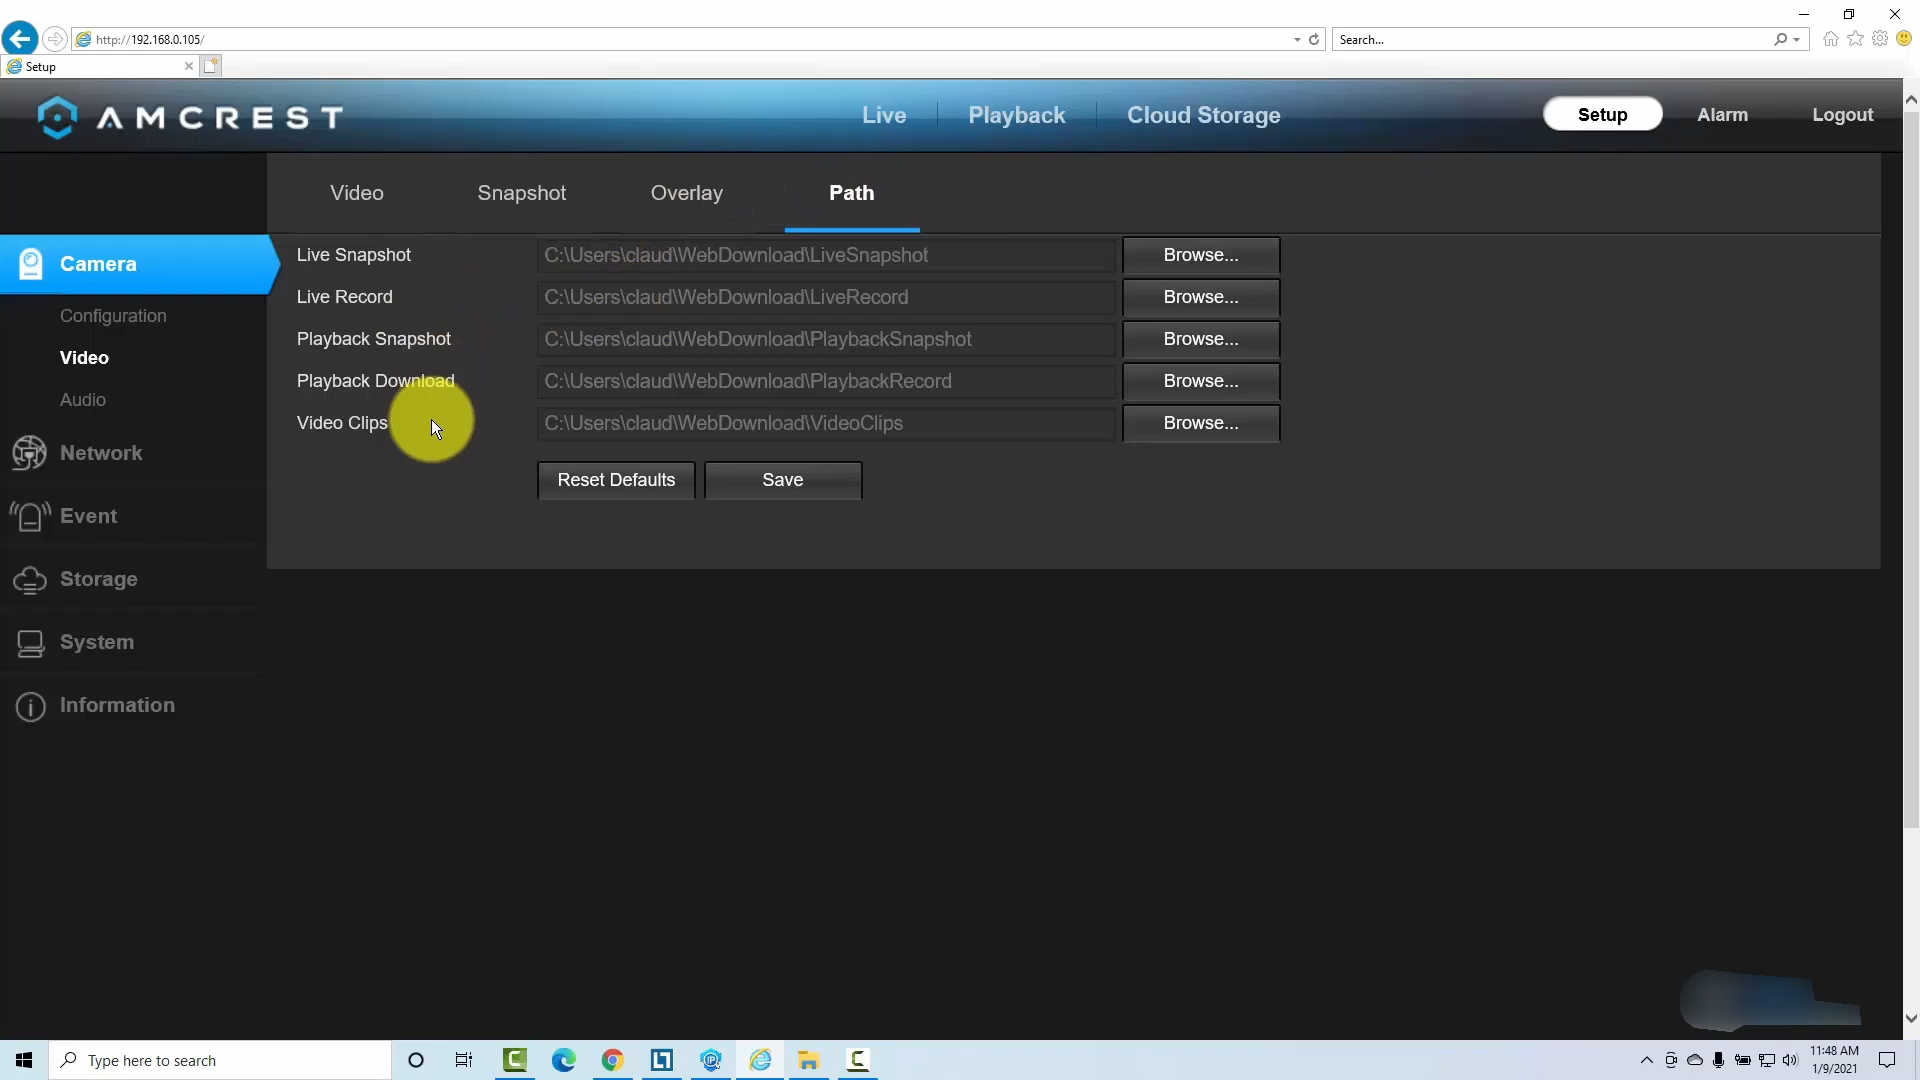 http://192.168.0.105/
Search...
Setup
AMCREST
Live
Playback
Cloud Storage
Setup
Alarm
Logout
Video
Snapshot
Overlay
Path
Camera
Configuration
Video
Audio
Network
Event
Storage
System
Information
Live Snapshot
C:\Users\claud\WebDownload\LiveSnapshot
Browse...
Live Record
C:\Users\claud\WebDownload\LiveRecord
Browse...
Playback Snapshot
C:\Users\claud\WebDownload\PlaybackSnapshot
Browse...
Playback Download
C:\Users\claud\WebDownload\PlaybackRecord
Browse...
Video Clips
C:\Users\claud\WebDownload\VideoClips
Browse...
Reset Defaults
Save
Type here to search
11:48 AM
1/9/2021